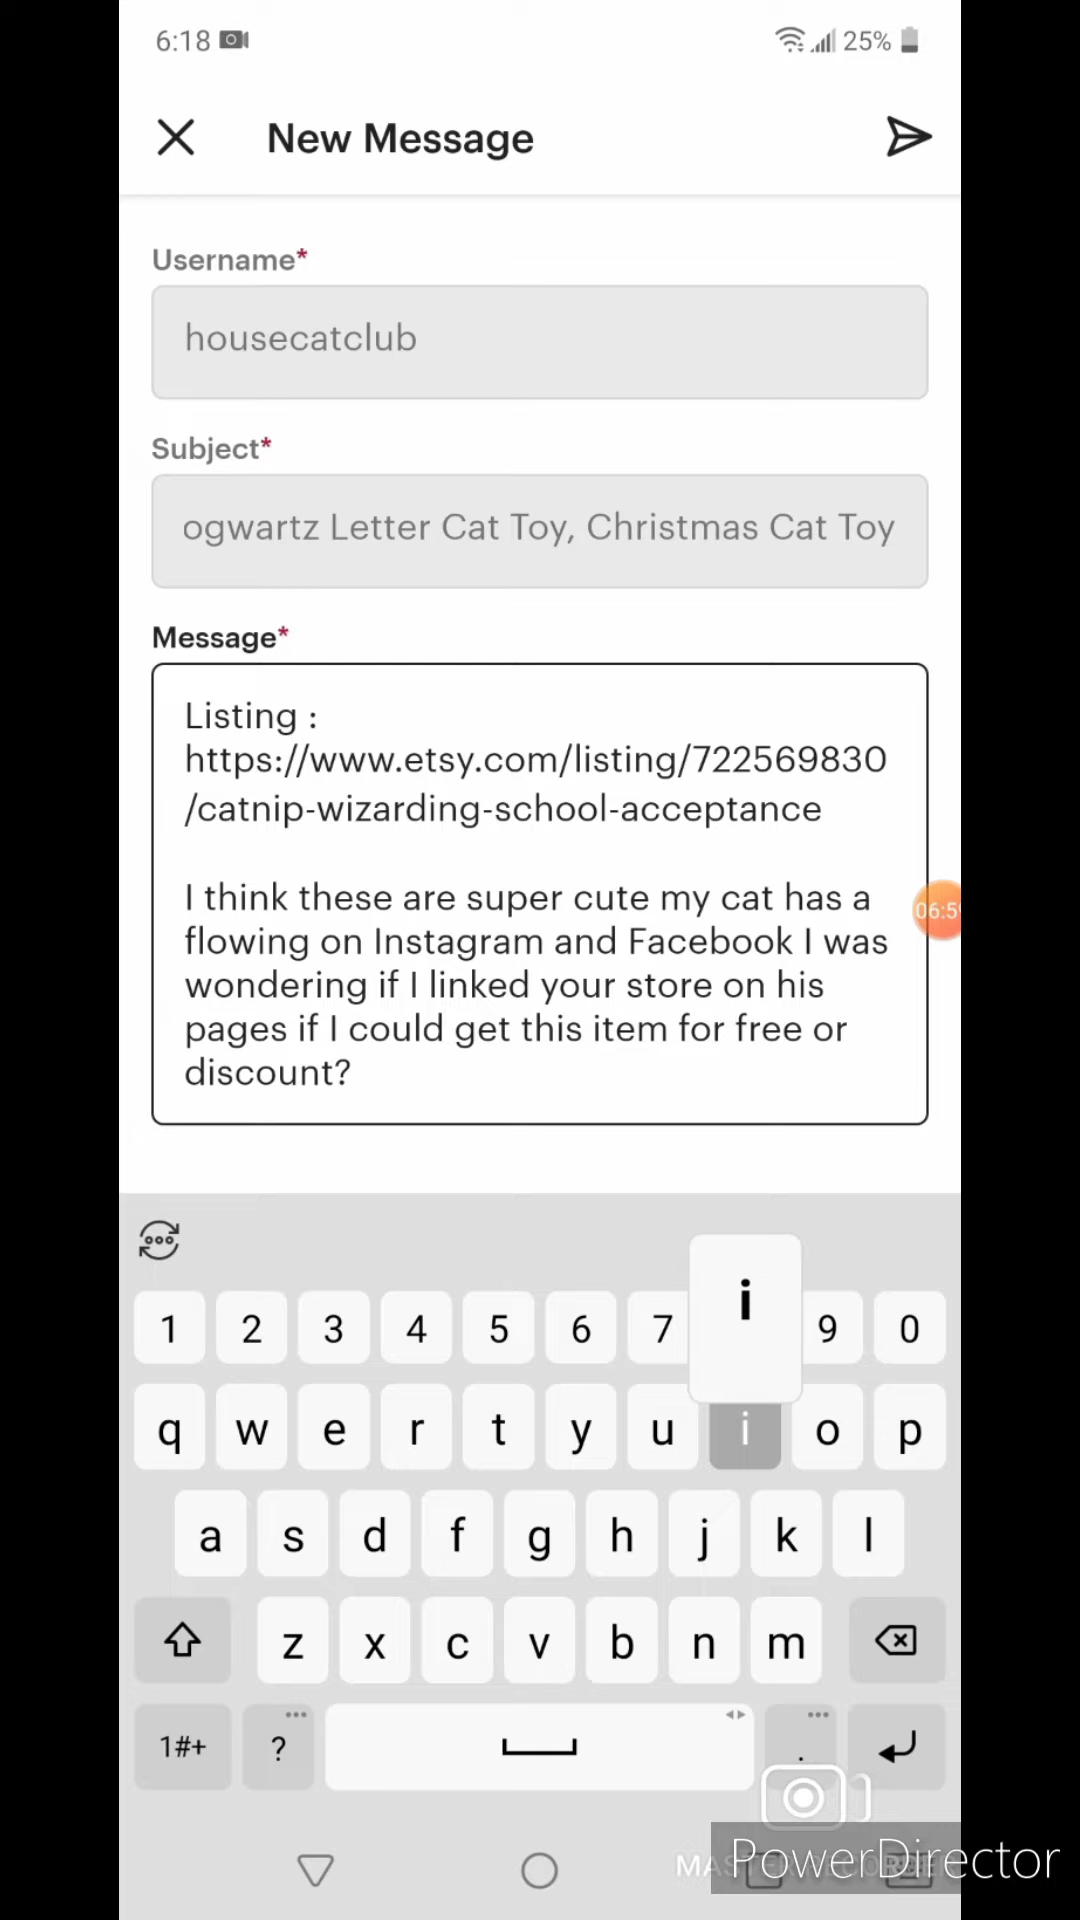 6:18
25%
New Message
Username*
housecatclub
Subject*
ogwartz Letter Cat Toy, Christmas Cat Toy
Message*
Listing :
https://www.etsy.com/listing/722569830
/catnip-wizarding-school-acceptance
I think these are super cute my cat has a
flowing on Instagram and Facebook I was
wondering if I linked your store on his
pages if I could get this item for free or
discount?
06:5
i
1 2 3 4 5 6 7 9 0
q w e r t y u i o p
a s d f g h j k l
z x c v b n m
1#+ ? .
PowerDirector